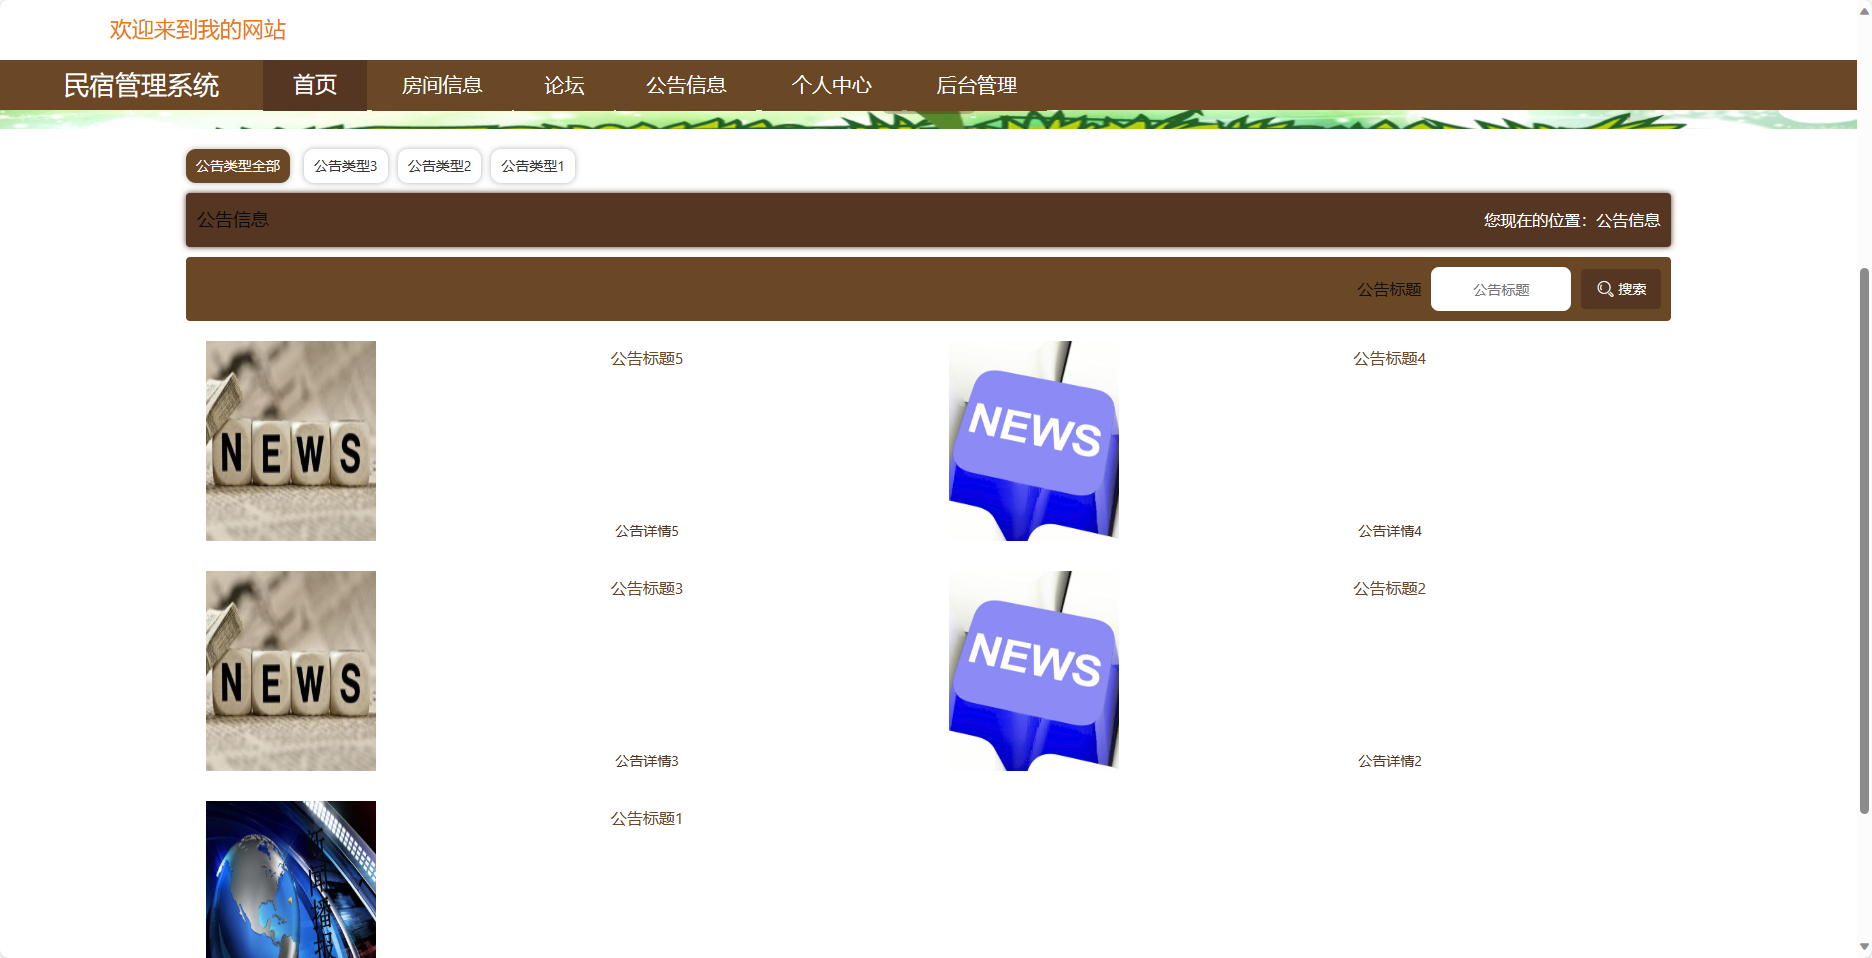 欢迎来到我的网站
民宿管理系统 首页 房间信息 论坛 公告信息 个人中心 后台管理
公告类型全部 公告类型3 公告类型2 公告类型1
公告信息 您现在的位置：公告信息
公告标题 公告标题 搜索
NEWS 公告标题5 NEWS 公告标题4
公告详情5 公告详情4
NEWS 公告标题3 NEWS 公告标题2
公告详情3 公告详情2
公告标题1
新闻播报